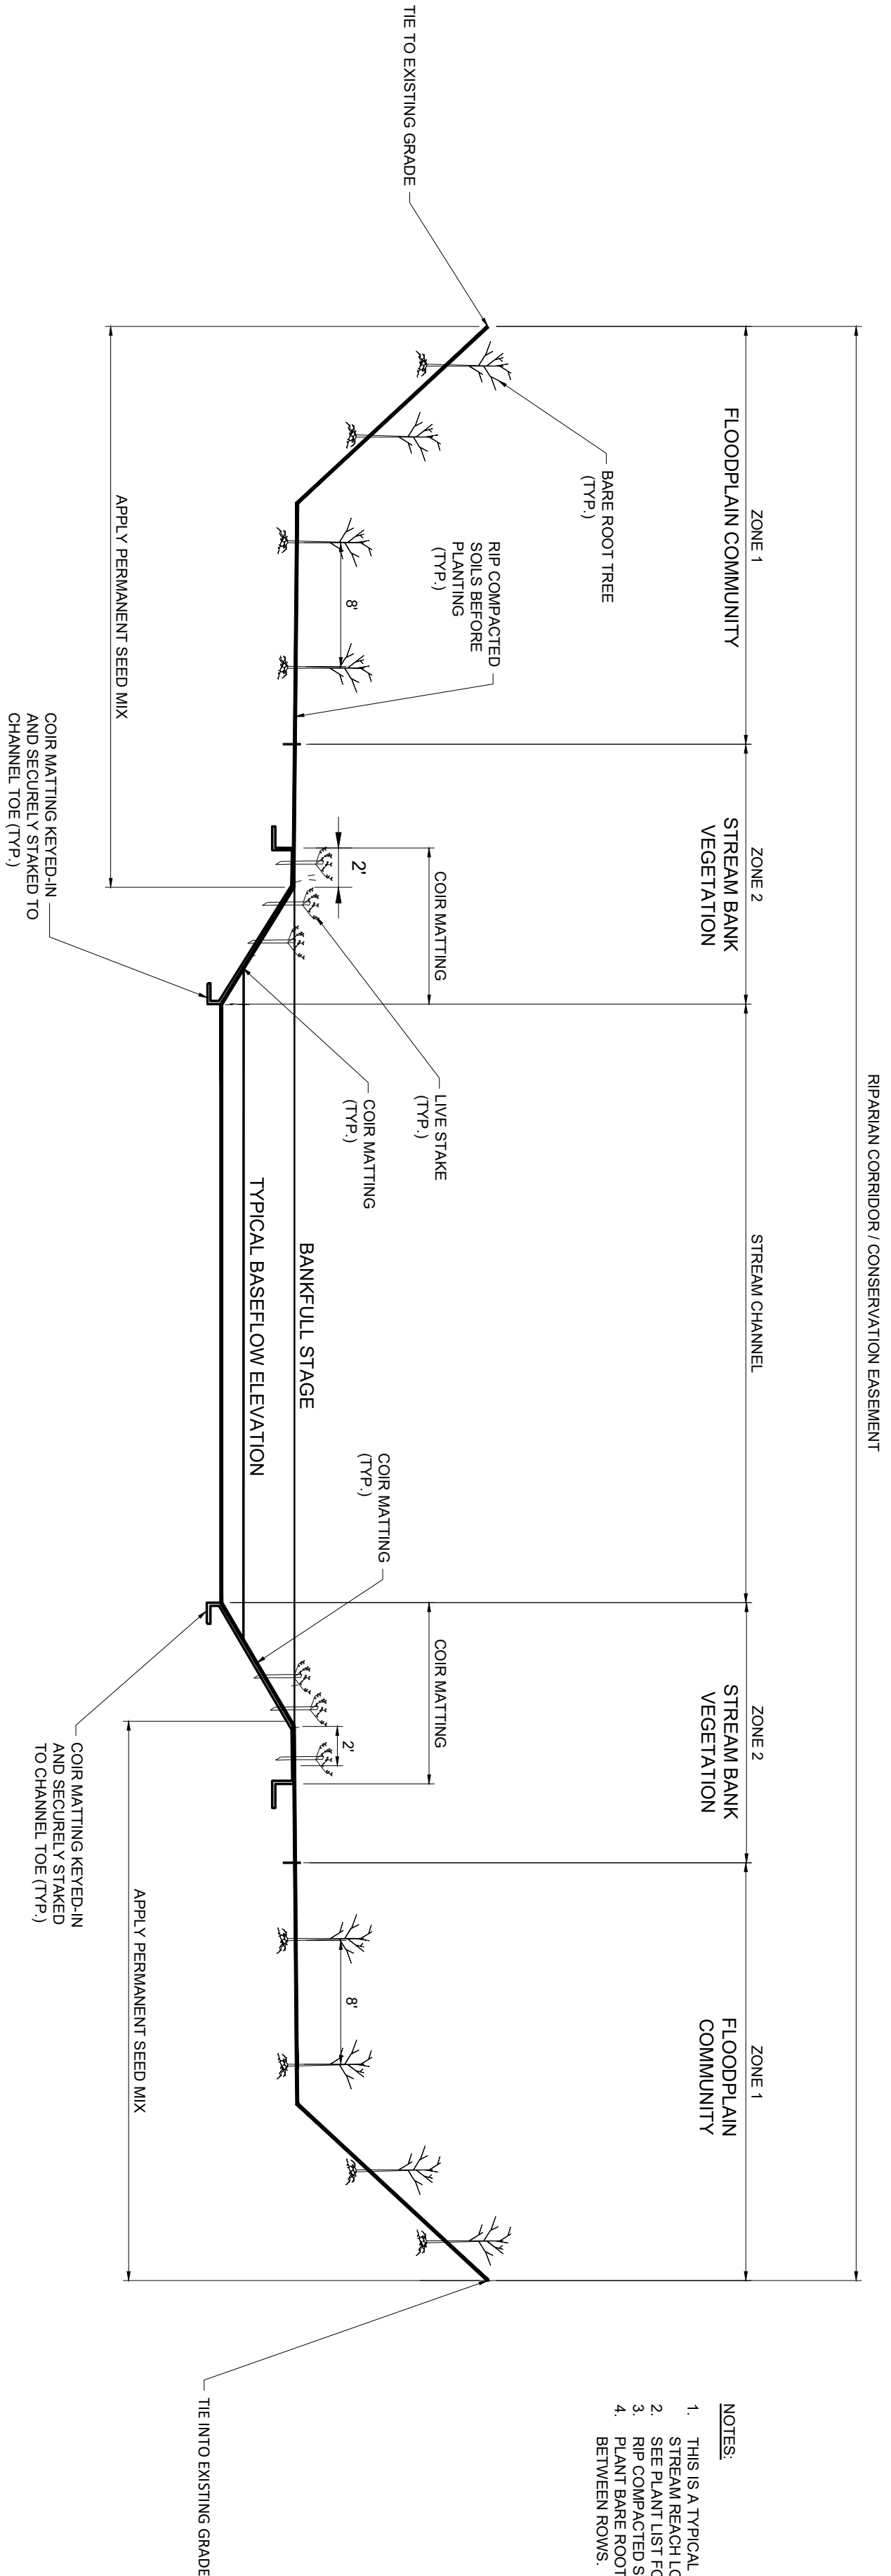 RIPARIAN CORRIDOR / CONSERVATION EASEMENT
ZONE 1
FLOODPLAIN COMMUNITY
ZONE 2
STREAM BANK
VEGETATION
STREAM CHANNEL
ZONE 2
STREAM BANK
VEGETATION
ZONE 1
FLOODPLAIN
COMMUNITY
TIE TO EXISTING GRADE
BARE ROOT TREE
(TYP.)
RIP COMPACTED
SOILS BEFORE
PLANTING
(TYP.)
8'
2'
COIR MATTING
LIVE STAKE
(TYP.)
COIR MATTING
(TYP.)
BANKFULL STAGE
TYPICAL BASEFLOW ELEVATION
COIR MATTING
(TYP.)
COIR MATTING
2'
8'
APPLY PERMANENT SEED MIX
COIR MATTING KEYED-IN
AND SECURELY STAKED TO
CHANNEL TOE (TYP.)
COIR MATTING KEYED-IN
AND SECURELY STAKED
TO CHANNEL TOE (TYP.)
APPLY PERMANENT SEED MIX
TIE INTO EXISTING GRADE
NOTES:
1. THIS IS A TYPICAL
STREAM REACH
2. SEE PLANT LIST
3. RIP COMPACTED
4. PLANT BARE ROOT
BETWEEN ROWS.